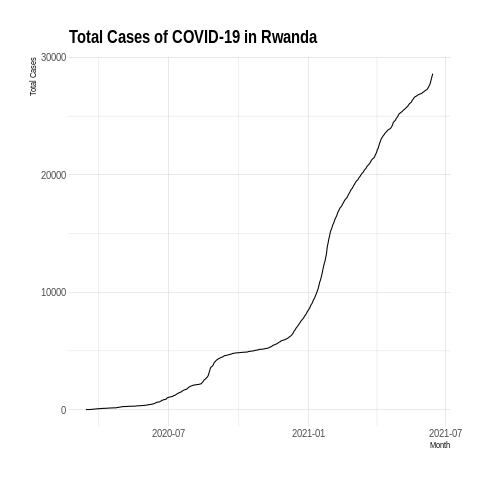 Total Cases of COVID-19 in Rwanda
Total Cases
30000
20000
10000
0
2020-07 2021-01 2021-07
Month